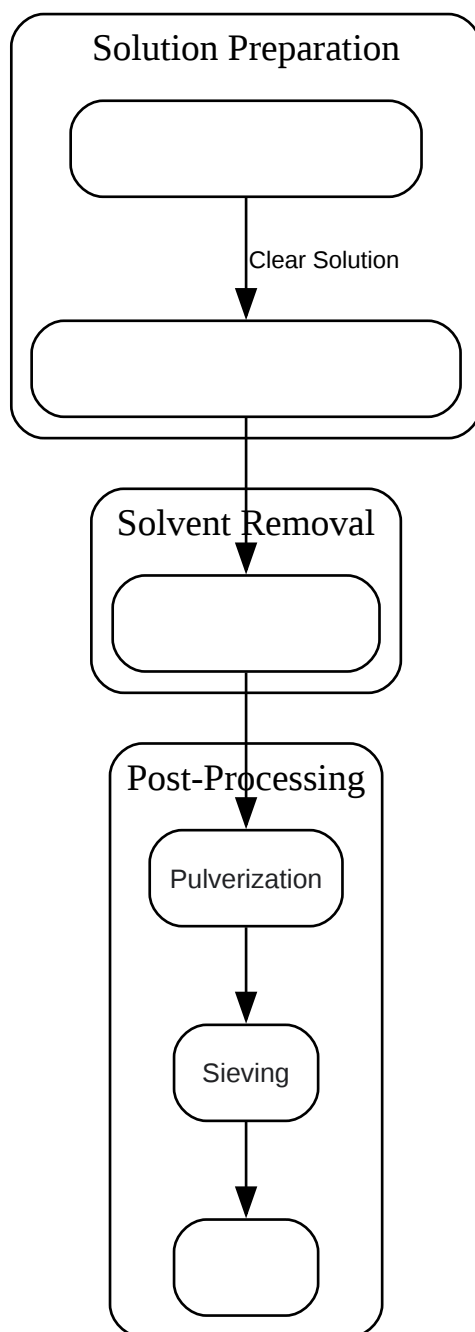 Solution Preparation
Clear Solution
Solvent Removal
Post-Processing
Pulverization
Sieving